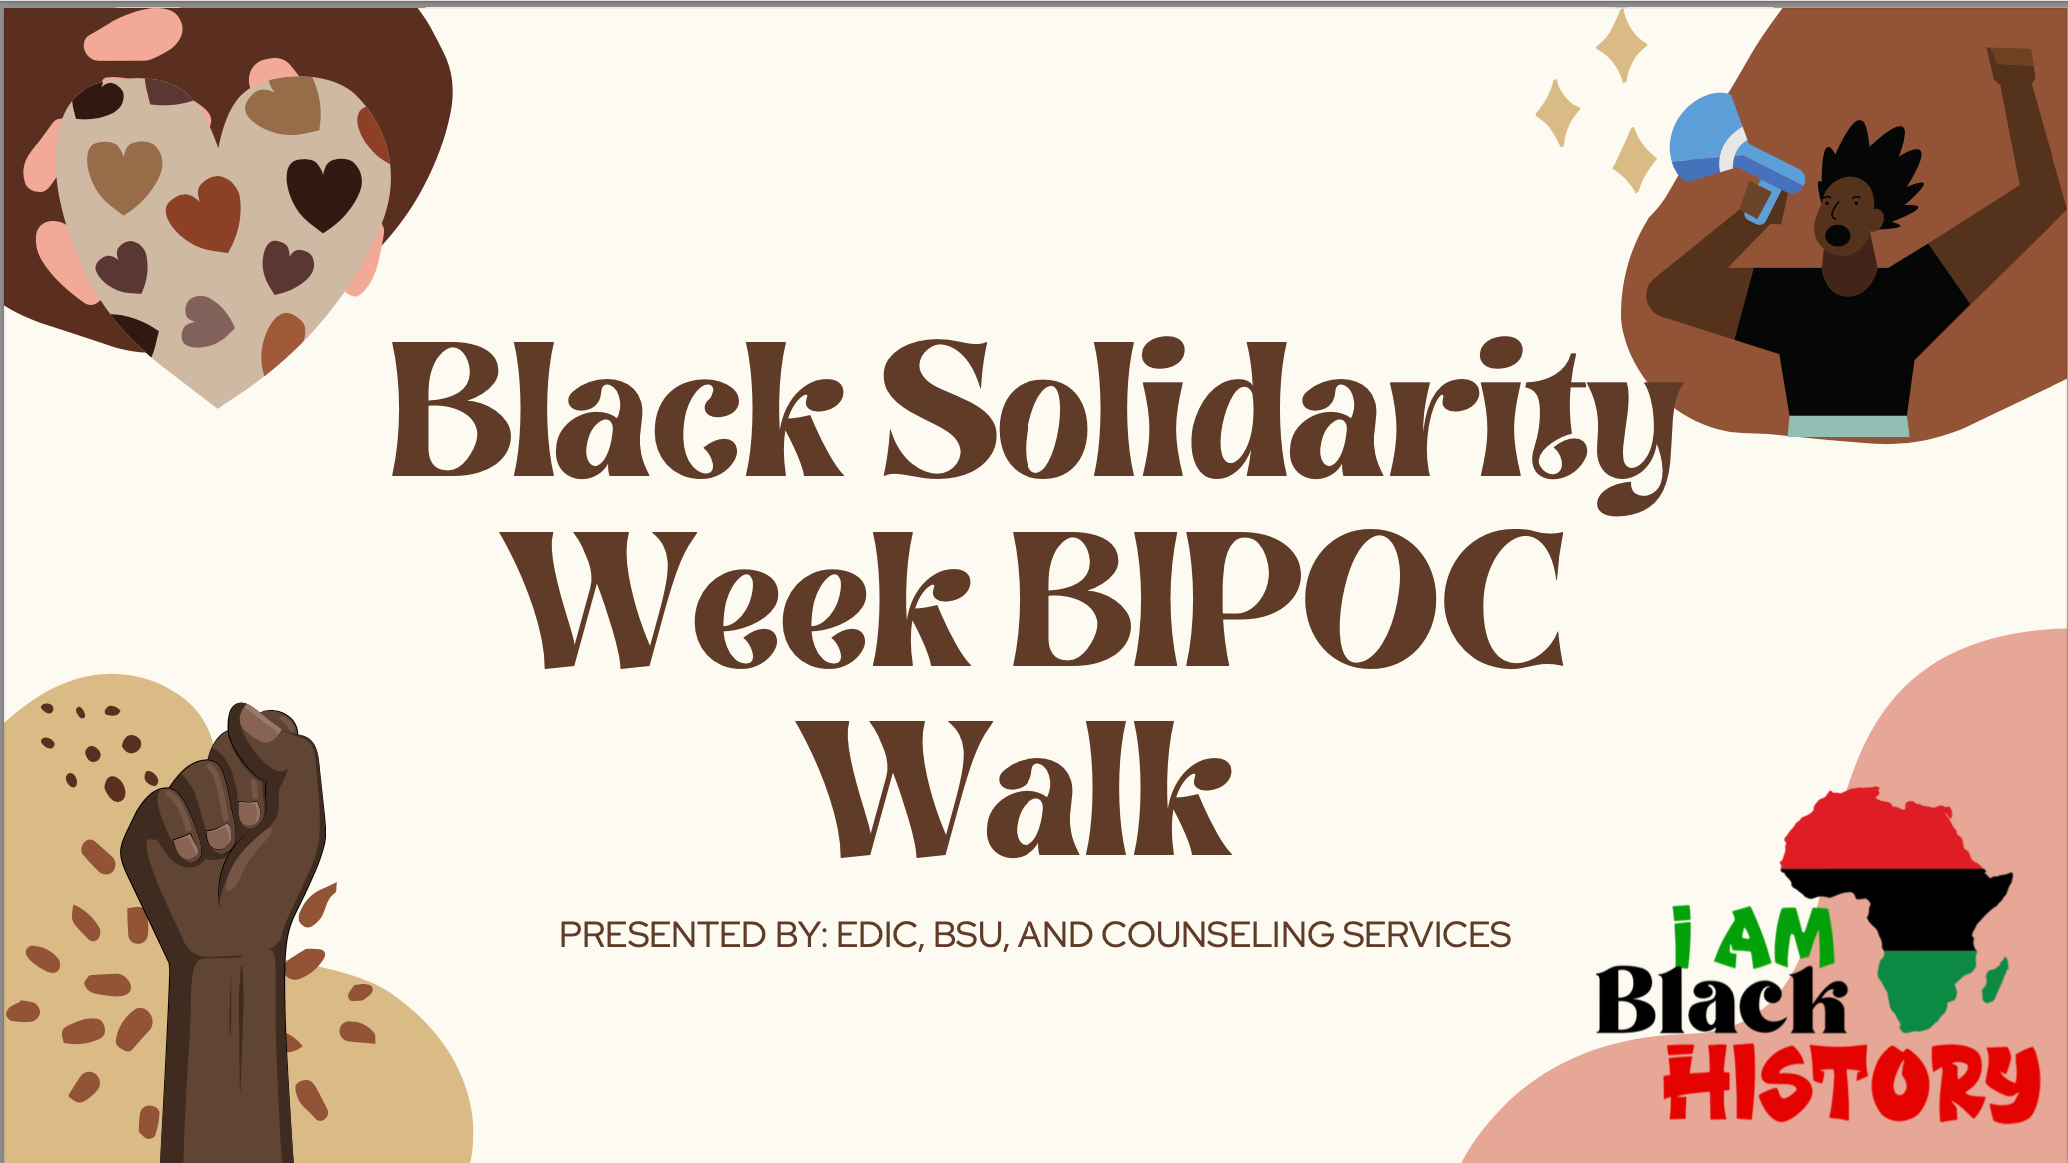 Black Solidarity
Week BIPOC
Walk
PRESENTED BY: EDIC, BSU, AND COUNSELING SERVICES
i AM
Black
HISTORY